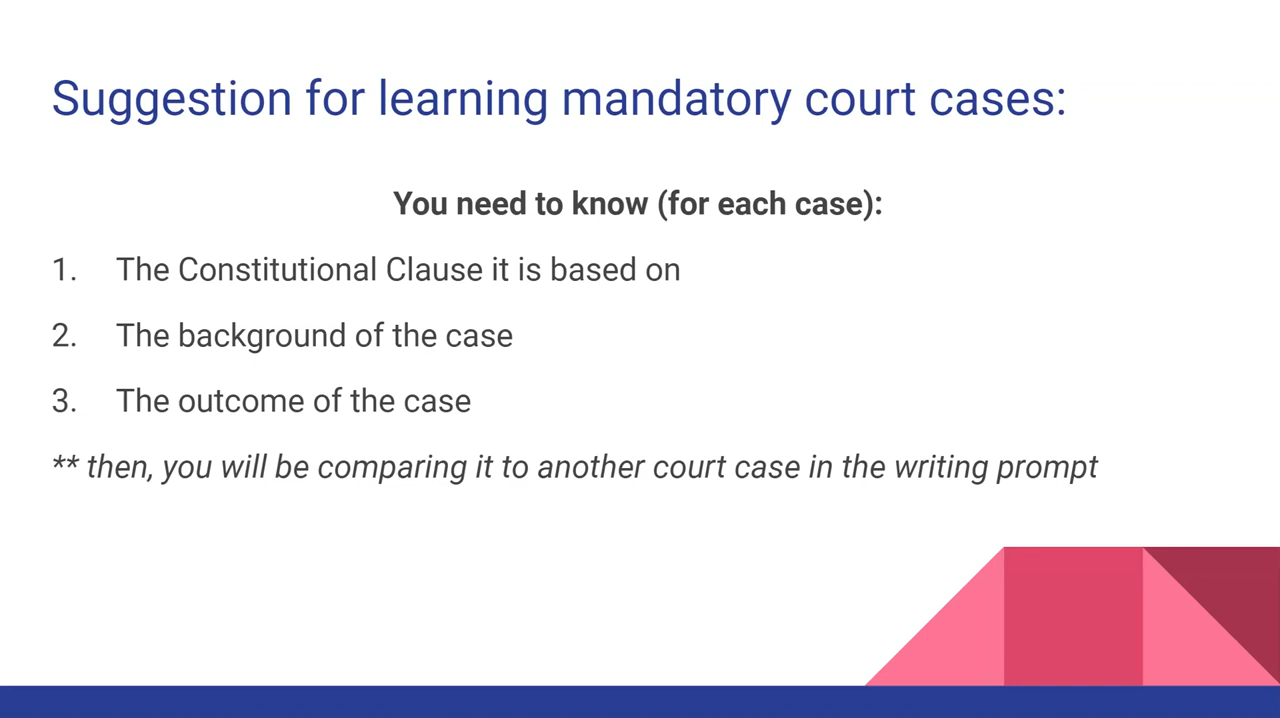 Suggestion for learning mandatory court cases:
You need to know (for each case):
1. The Constitutional Clause it is based on
2. The background of the case
3. The outcome of the case
** then, you will be comparing it to another court case in the writing prompt